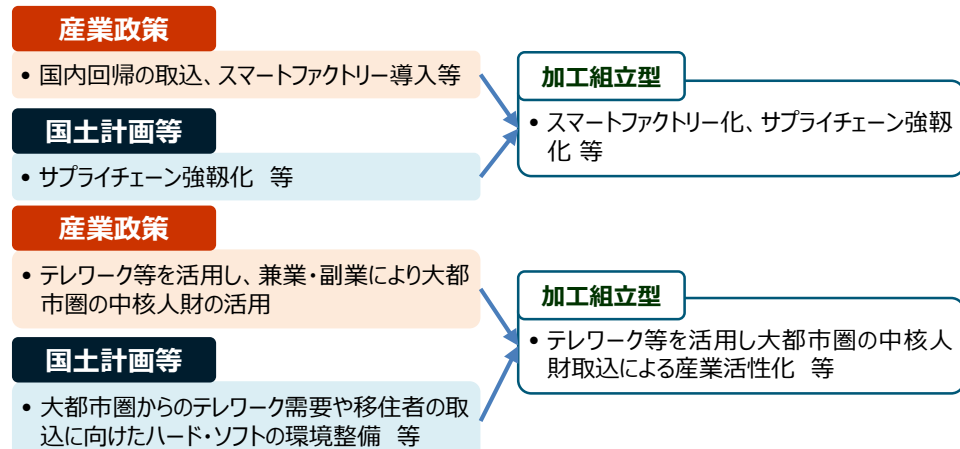 産業政策
• 国内回帰の取込、スマートファクトリー導入等
国土計画等
• サプライチェーン強靱化　等
加工組立型
• スマートファクトリー化、サプライチェーン強靱
化 等
産業政策
• テレワーク等を活用し、兼業・副業により大都
市圏の中核人財の活用
国土計画等
• 大都市圏からのテレワーク需要や移住者の取
込に向けたハード・ソフトの環境整備　等
加工組立型
• テレワーク等を活用し大都市圏の中核人
財取込による産業活性化　等